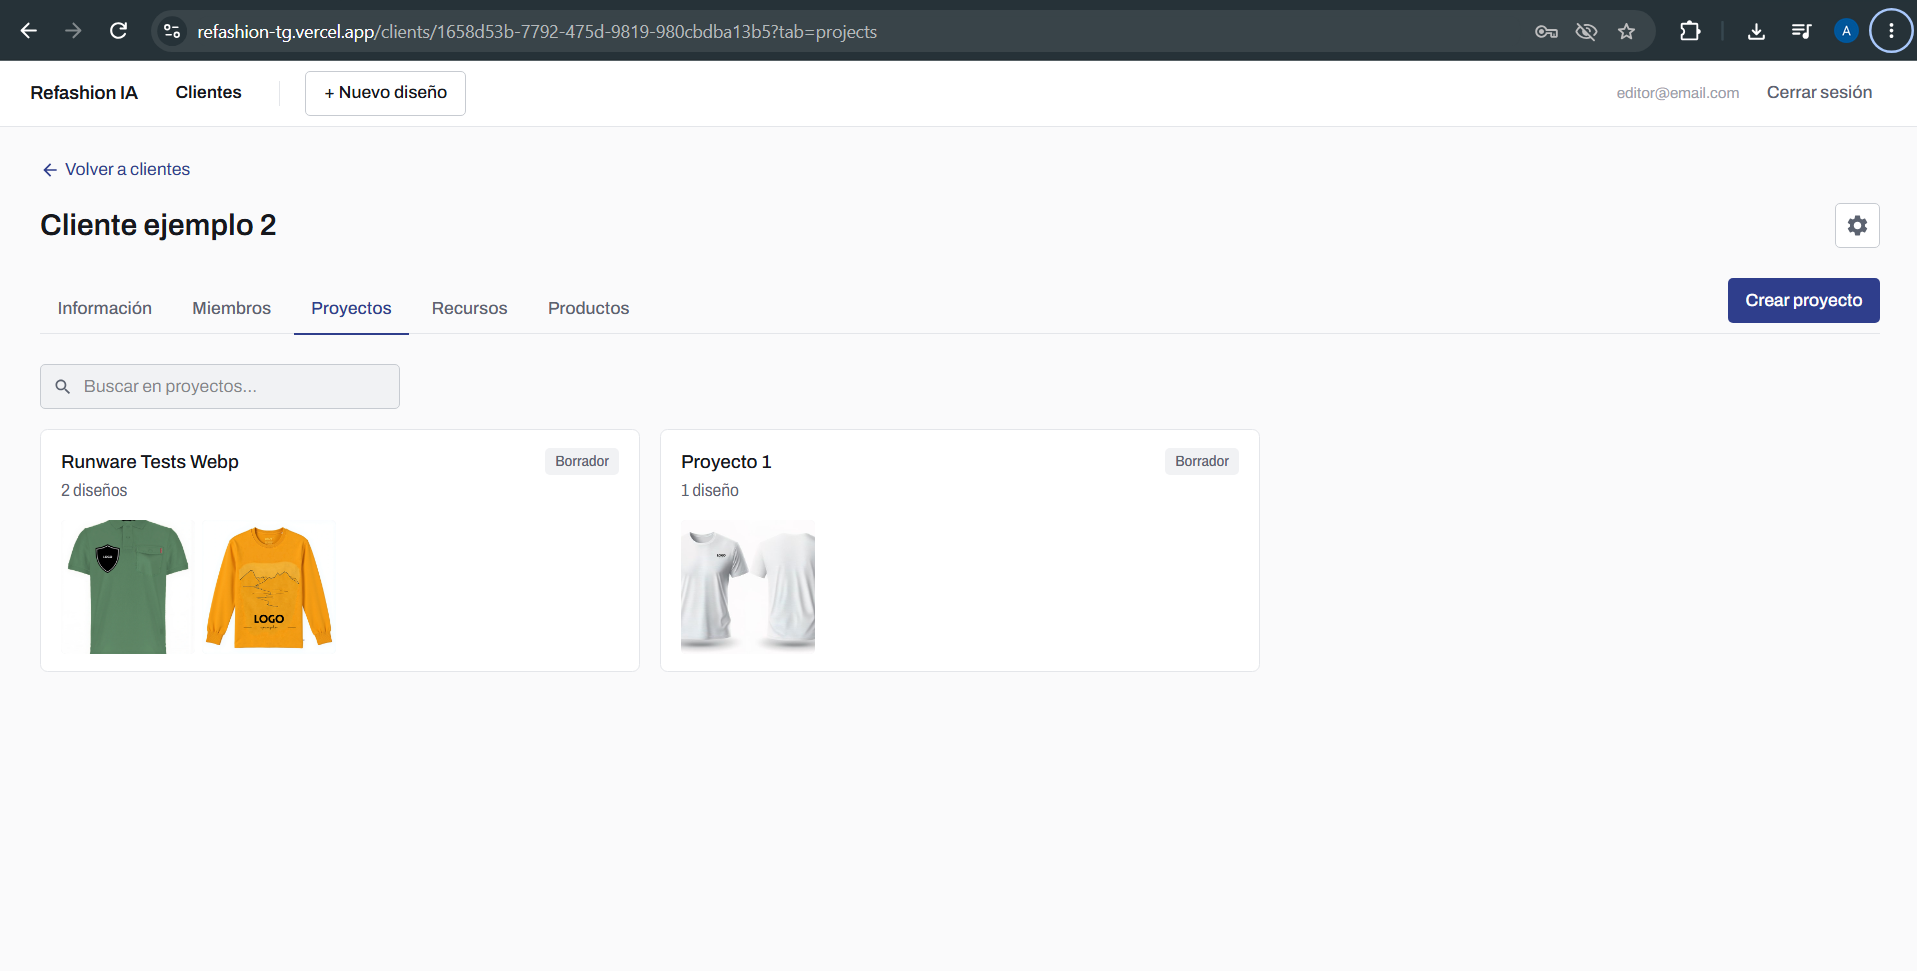 refashion-tg.vercel.app/clients/1658d53b-7792-475d-9819-980cbdba13b5?tab=projects
A
Refashion IA
Clientes
+ Nuevo diseño
editor@email.com
Cerrar sesión
← Volver a clientes
Cliente ejemplo 2
Información
Miembros
Proyectos
Recursos
Productos
Crear proyecto
Buscar en proyectos...
Runware Tests Webp
Borrador
2 diseños
LOGO
LOGO
Proyecto 1
Borrador
1 diseño
LOGO